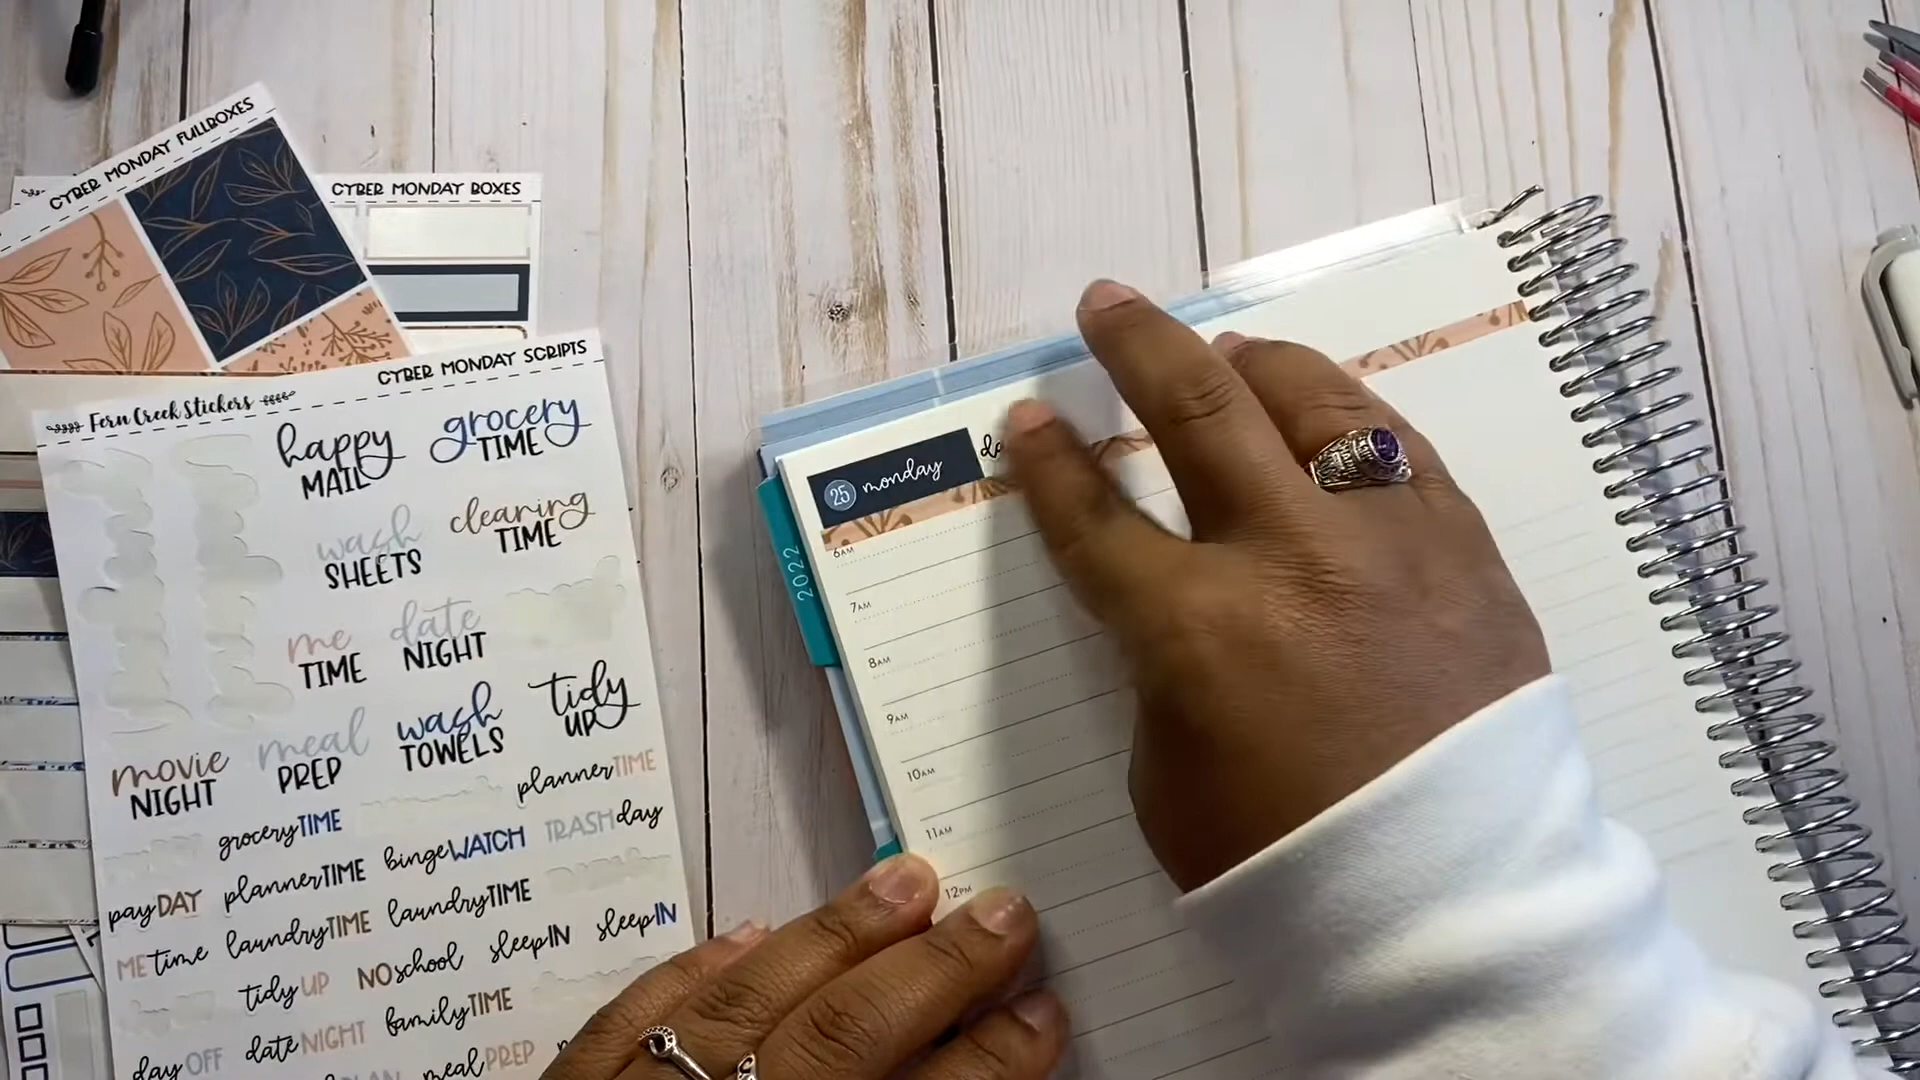 CYBER MONDAY FULLBOXES
CYBER MONDAY BOXES
CYBER MONDAY SCRIPTS
Fern Creek Stickers
happy
MAIL
grocery
TIME
wash
SHEETS
cleaning
TIME
me
TIME
date
NIGHT
movie
NIGHT
meal
PREP
wash
TOWELS
tidy
UP
plannerTIME
groceryTIME
payDAY
plannerTIME
bingeWATCH
TRASHday
MEtime
laundryTIME
laundryTIME
tidyUP
NOschool
sleepIN
sleepIN
dayOFF
dateNIGHT
familyTIME
mealPREP
2022
25 monday
6AM
7AM
8AM
9AM
10AM
11AM
12PM